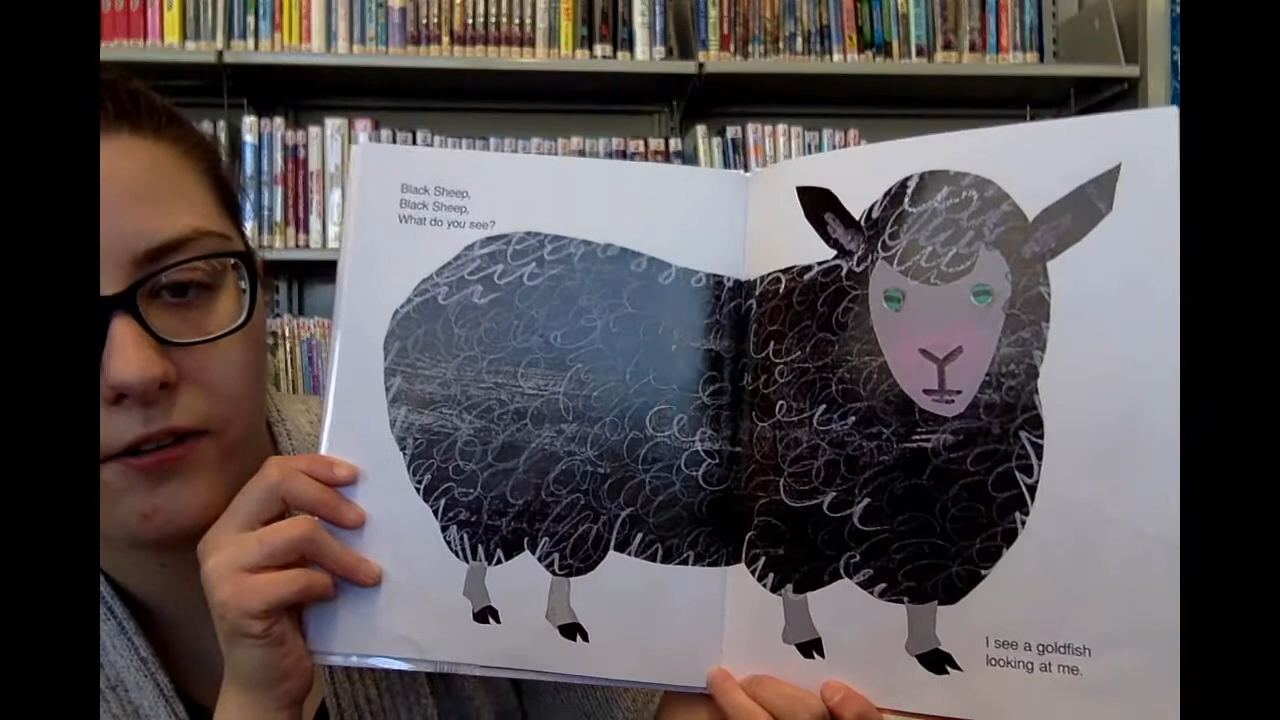 Black Sheep,
Black Sheep,
What do you see?
I see a goldfish
looking at me.